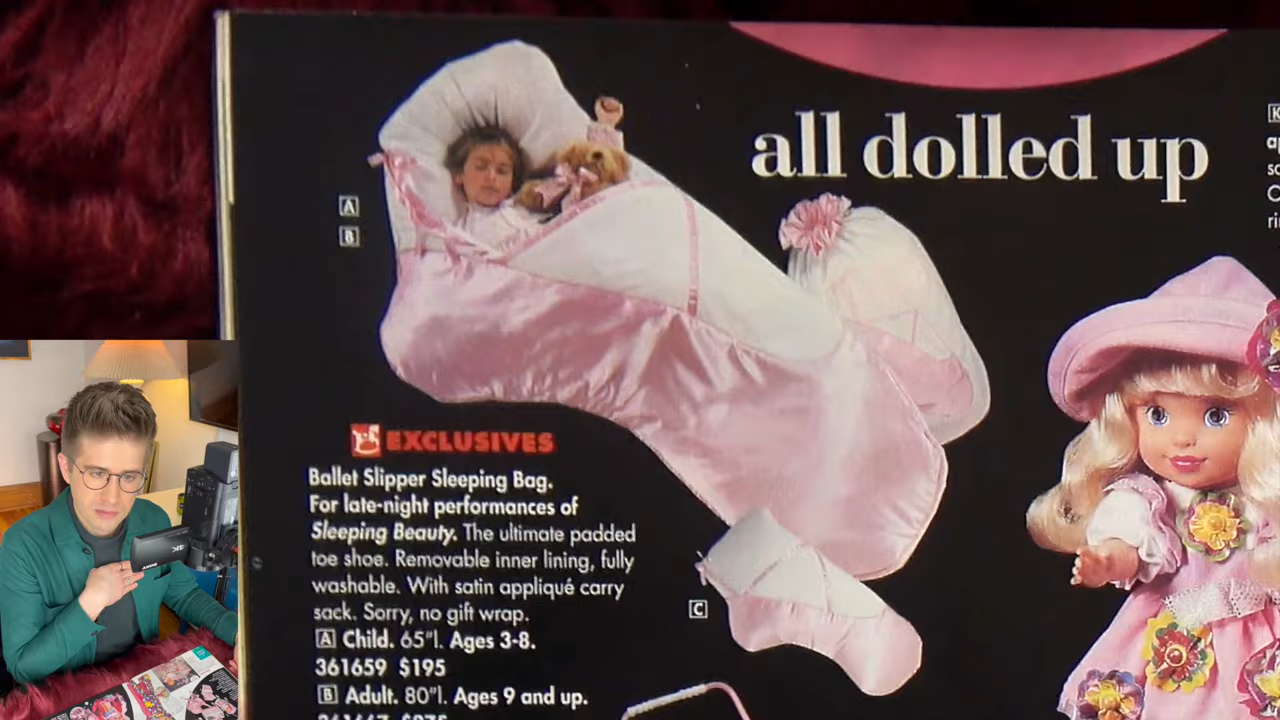 all dolled up
A
B
EXCLUSIVES
Ballet Slipper Sleeping Bag.
For late-night performances of
Sleeping Beauty. The ultimate padded
toe shoe. Removable inner lining, fully
washable. With satin appliqué carry
sack. Sorry, no gift wrap.
A Child. 65"l. Ages 3-8.
361659 $195
B Adult. 80"l. Ages 9 and up.
C
K